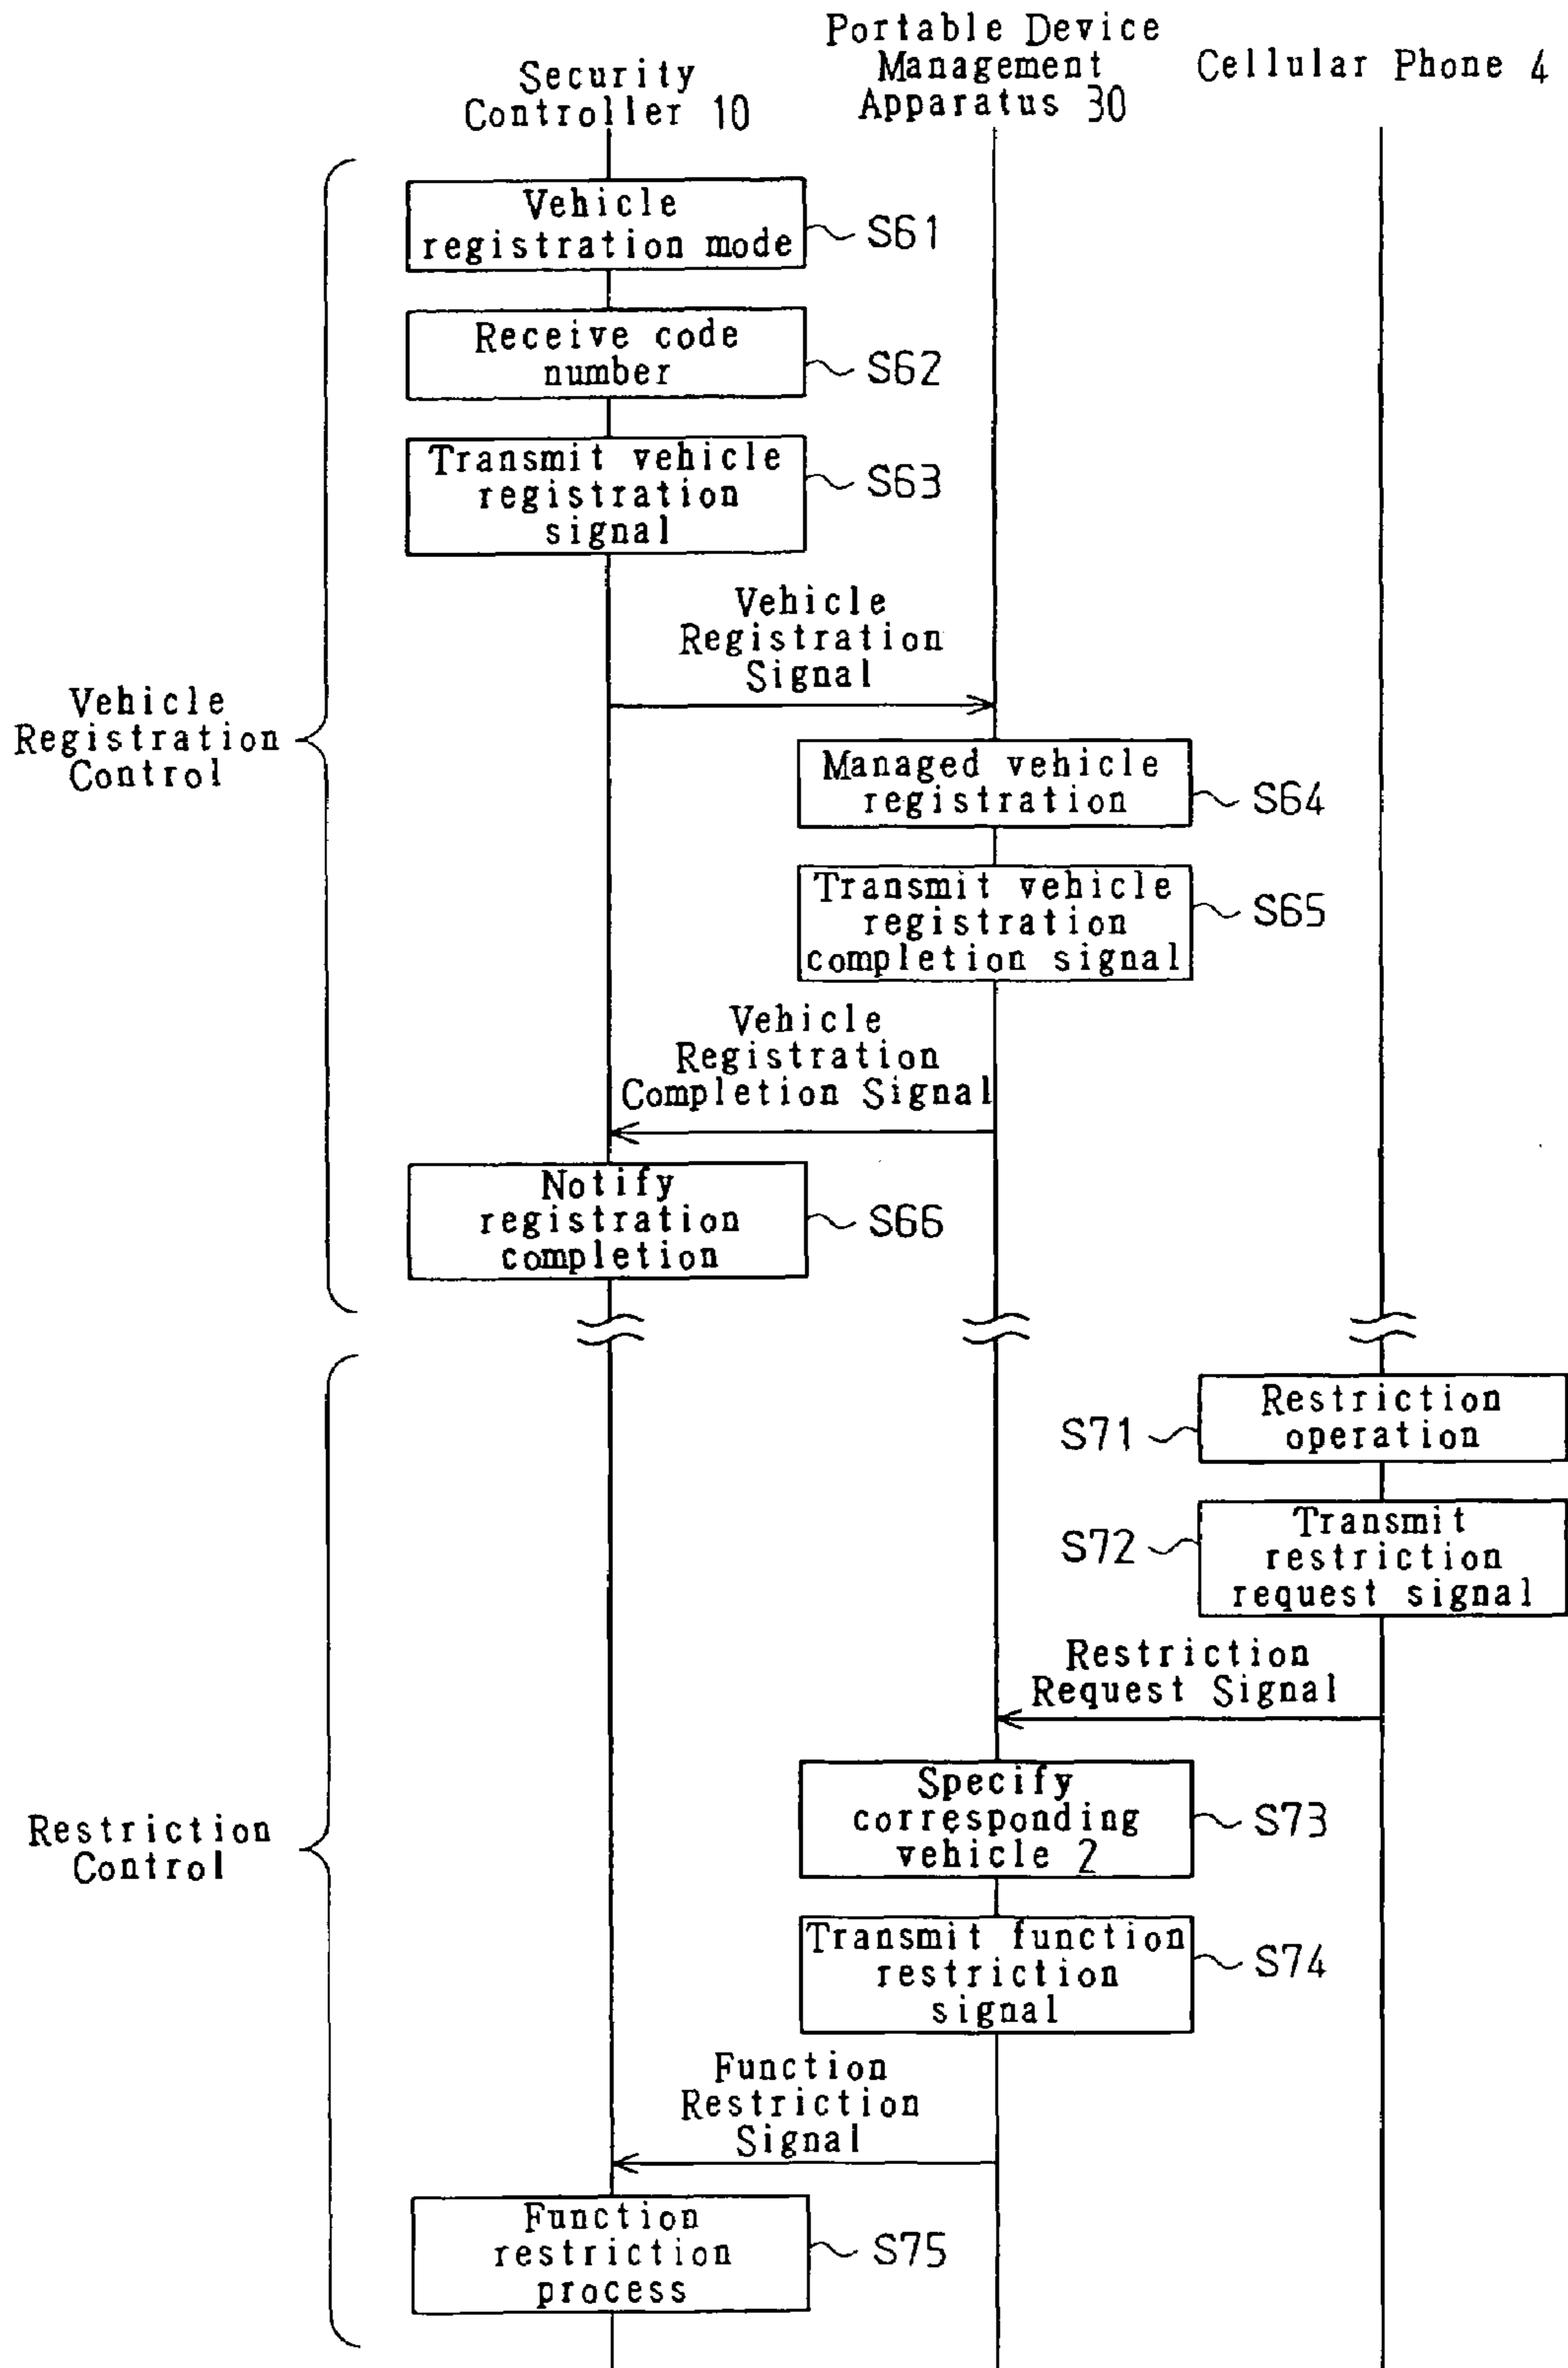 Security
Controller 10
Portable Device
Management
Apparatus 30
Cellular Phone 4
Vehicle
Registration
Control
Vehicle
registration mode
S61
Receive code
number
S62
Transmit vehicle
registration
signal
S63
Vehicle
Registration
Signal
Managed vehicle
registration
S64
Transmit vehicle
registration
completion signal
S65
Vehicle
Registration
Completion Signal
Notify
registration
completion
S66
Restriction
Control
Restriction
operation
S71
Transmit
restriction
request signal
S72
Restriction
Request Signal
Specify
corresponding
vehicle 2
S73
Transmit function
restriction
signal
S74
Function
Restriction
Signal
Function
restriction
process
S75